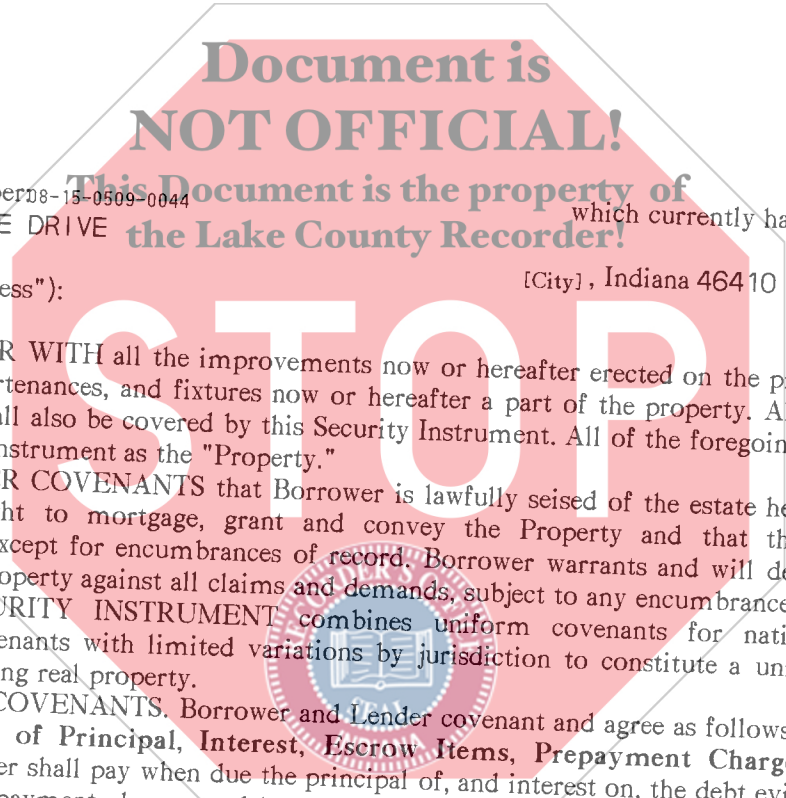 Document is
NOT OFFICIAL!
This Document is the property of
the Lake County Recorder!
STOP
08-15-0509-0044
E DRIVE
which currently ha
ess"):
[City], Indiana 46410
R WITH all the improvements now or hereafter erected on the p
rtenances, and fixtures now or hereafter a part of the property. A
all also be covered by this Security Instrument. All of the foregoin
nstrument as the "Property."
ER COVENANTS that Borrower is lawfully seised of the estate he
ht to mortgage, grant and convey the Property and that th
xcept for encumbrances of record. Borrower warrants and will de
operty against all claims and demands, subject to any encumbrance
URITY INSTRUMENT combines uniform covenants for nati
enants with limited variations by jurisdiction to constitute a un
ng real property.
COVENANTS. Borrower and Lender covenant and agree as follows
of Principal, Interest, Escrow Items, Prepayment Charg
er shall pay when due the principal of, and interest on, the debt evi
RECORDER'S OFFICE
SEAL
INDIANA